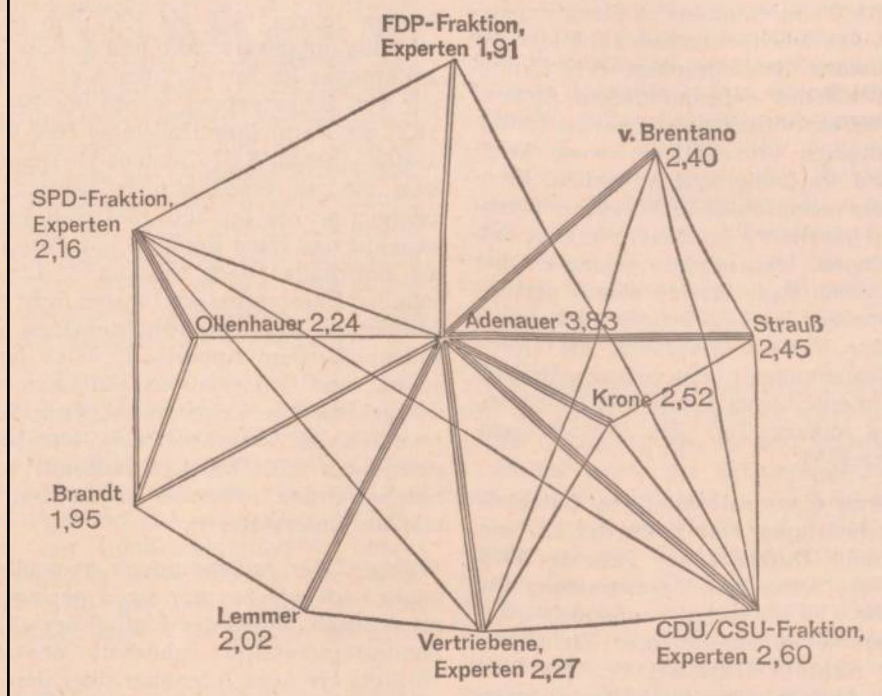 FDP-Fraktion,
Experten 1,91
v. Brentano
2,40
SPD-Fraktion,
Experten
2,16
Ollenhauer 2,24
Adenauer 3,83
Strauß
2,45
Krone 2,52
.Brandt
1,95
Lemmer
2,02
Vertriebene,
Experten 2,27
CDU/CSU-Fraktion,
Experten 2,60